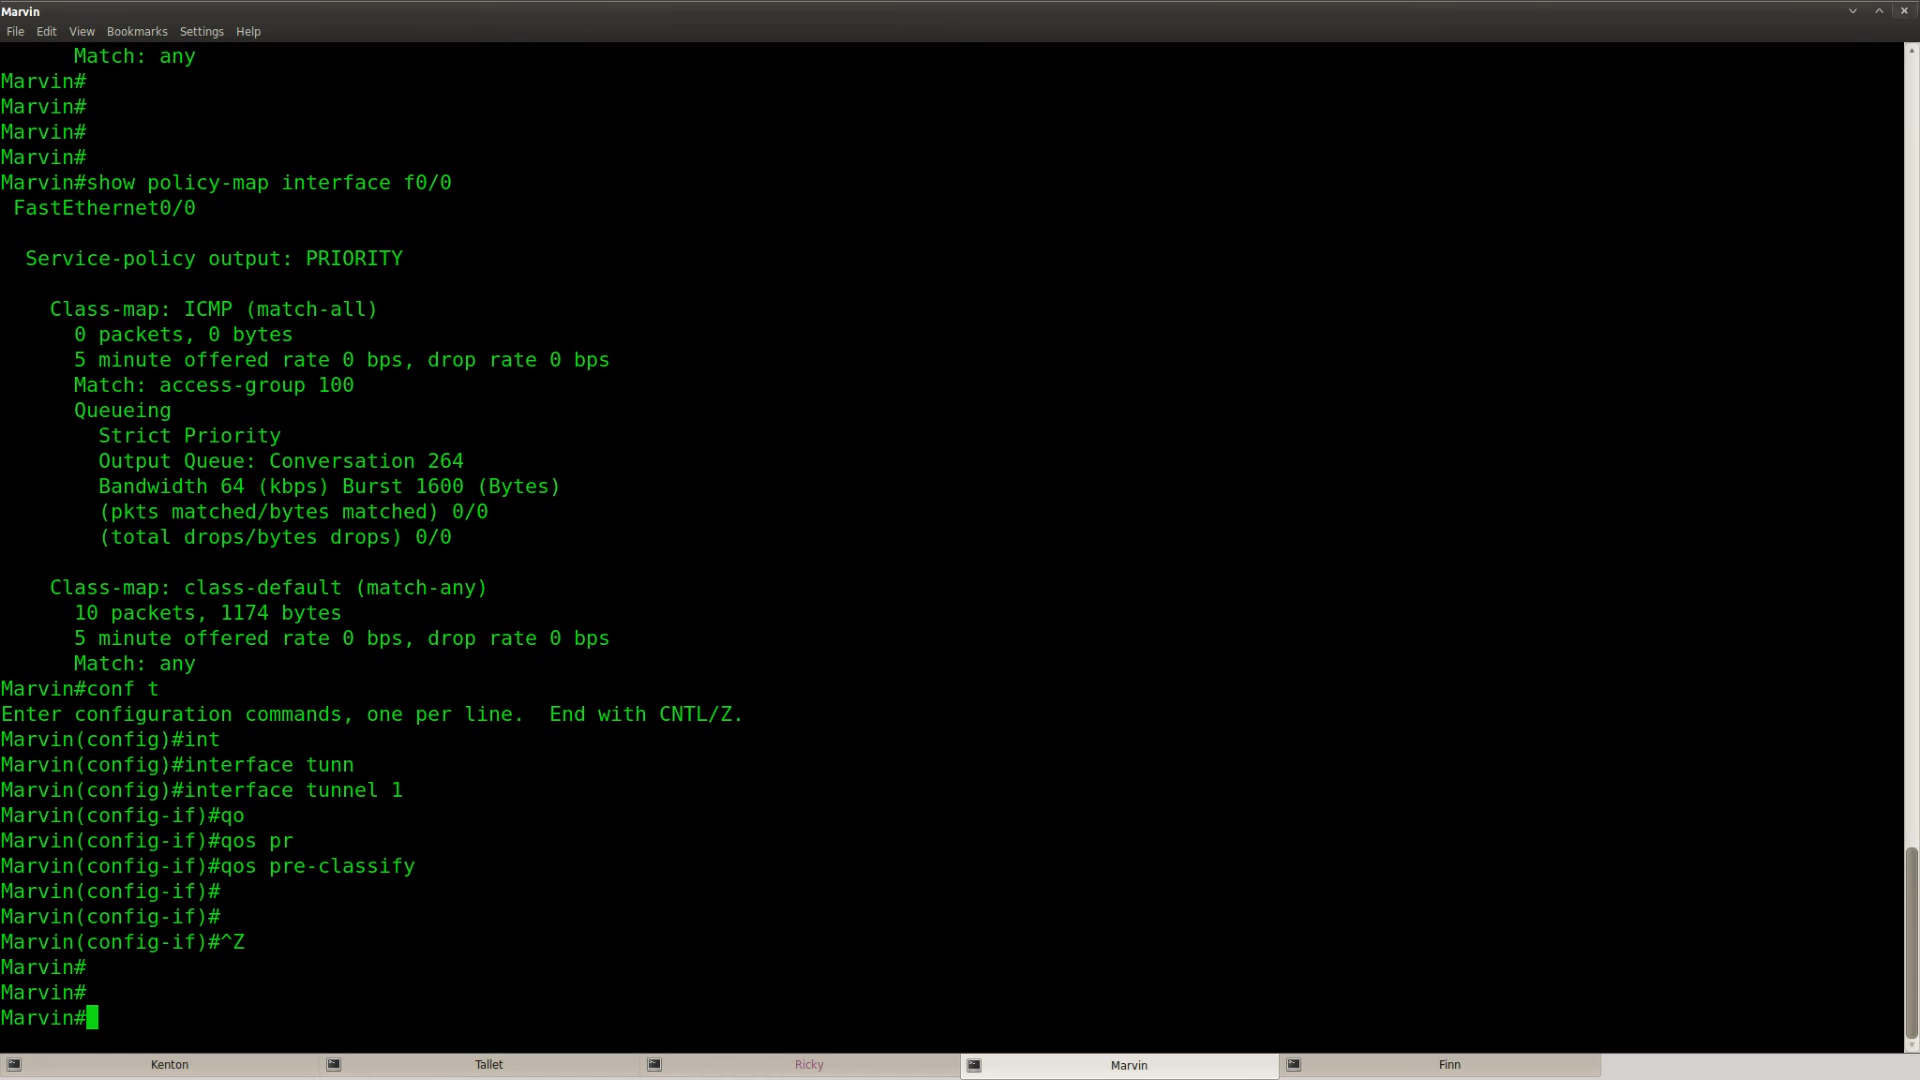 Marvin
File Edit View Bookmarks Settings Help
Match: any
Marvin#
Marvin#
Marvin#
Marvin#
Marvin#show policy-map interface f0/0
FastEthernet0/0
Service-policy output: PRIORITY
Class-map: ICMP (match-all)
0 packets, 0 bytes
5 minute offered rate 0 bps, drop rate 0 bps
Match: access-group 100
Queueing
Strict Priority
Output Queue: Conversation 264
Bandwidth 64 (kbps) Burst 1600 (Bytes)
(pkts matched/bytes matched) 0/0
(total drops/bytes drops) 0/0
Class-map: class-default (match-any)
10 packets, 1174 bytes
5 minute offered rate 0 bps, drop rate 0 bps
Match: any
Marvin#conf t
Enter configuration commands, one per line.  End with CNTL/Z.
Marvin(config)#int
Marvin(config)#interface tunn
Marvin(config)#interface tunnel 1
Marvin(config-if)#qo
Marvin(config-if)#qos pr
Marvin(config-if)#qos pre-classify
Marvin(config-if)#
Marvin(config-if)#
Marvin(config-if)#^Z
Marvin#
Marvin#
Marvin#
Kenton Tallet Ricky Marvin Finn